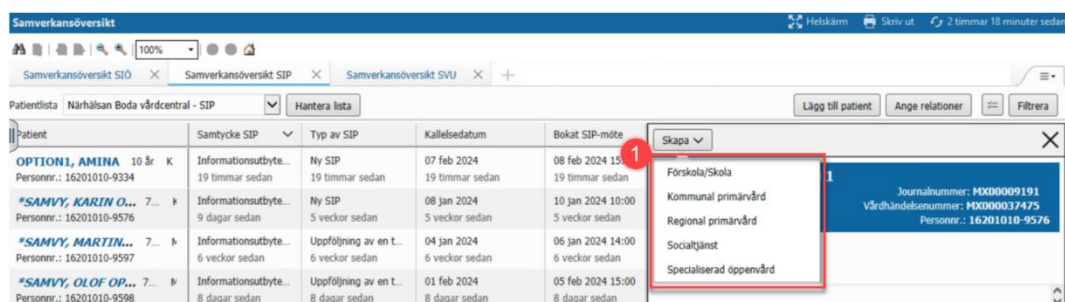 Samverkansöversikt Helskärm Skriv ut 2 timmar 18 minuter sedan
100%
Samverkansöversikt SIÖ Samverkansöversikt SIP Samverkansöversikt SVU
Patientlista Närhälsan Boda vårdcentral - SIP Hantera lista Lägg till patient Ange relationer Filtrera
Patient Samtycke SIP Typ av SIP Kallelsedatum Bokat SIP-möte Skapa
1
OPTION1, AMINA 10 år K Informationsutbyte... Ny SIP 07 feb 2024 08 feb 2024 15
Personnr.: 16201010-9334 19 timmar sedan 19 timmar sedan 19 timmar sedan 19 timmar sedan
*SAMVY, KARIN O... 7... Informationsutbyte... Ny SIP 08 jan 2024 10 jan 2024 10:00
Personnr.: 16201010-9576 9 dagar sedan 5 veckor sedan 5 veckor sedan 5 veckor sedan
*SAMVY, MARTIN... 7... Informationsutbyte... Uppföljning av en t... 04 jan 2024 06 jan 2024 14:00
Personnr.: 16201010-9597 6 veckor sedan 6 veckor sedan 6 veckor sedan 6 veckor sedan
*SAMVY, OLOF OP... 7... Informationsutbyte... Uppföljning av en t... 01 feb 2024 05 feb 2024 15:00
Personnr.: 16201010-9598 8 dagar sedan 8 dagar sedan 8 dagar sedan 8 dagar sedan
Förskola/Skola
Kommunal primärvård
Regional primärvård
Socialtjänst
Specialiserad öppenvård
1
Journalnummer: MX00009191
Vårdhändelsenummer: MX000037475
Personnr.: 16201010-9576